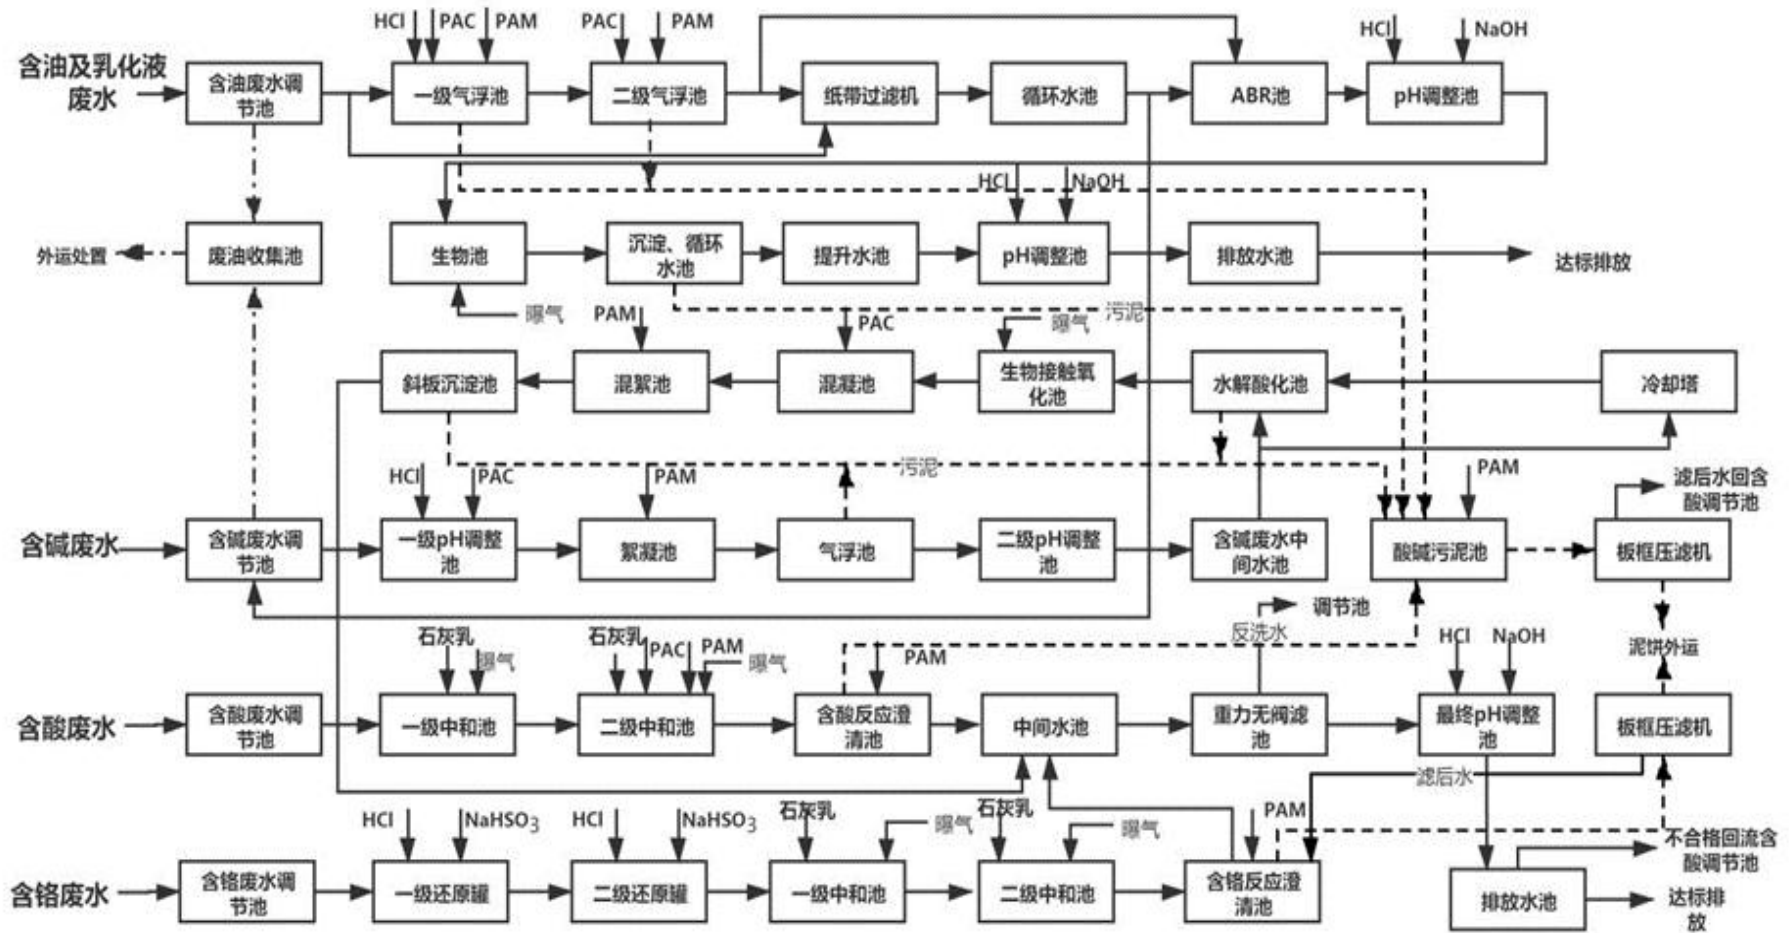 HCl PAC PAM PAC PAM HCl NaOH
含油及乳化液
废水
含油废水调
节池
一级气浮池
二级气浮池
纸带过滤机
循环水池
ABR池
pH调整池
HCl NaOH
外运处置
废油收集池
生物池
沉淀、循环
水池
提升水池
pH调整池
排放水池
达标排放
曝气 PAM PAC 曝气 污泥
斜板沉淀池
混絮池
混凝池
生物接触氧
化池
水解酸化池
冷却塔
HCl PAC PAM 污泥 PAM
滤后水回含
酸调节池
含碱废水
含碱废水调
节池
一级pH调整
池
絮凝池
气浮池
二级pH调整
池
含碱废水中
间水池
酸碱污泥池
板框压滤机
调节池
反洗水
石灰乳 曝气 石灰乳 PAC PAM 曝气 PAM HCl NaOH
泥饼外运
含酸废水
含酸废水调
节池
一级中和池
二级中和池
含酸反应澄
清池
中间水池
重力无阀滤
池
最终pH调整
池
板框压滤机
滤后水
HCl NaHSO3 HCl NaHSO3 石灰乳 曝气 石灰乳 曝气 PAM
不合格回流含
酸调节池
含铬废水
含铬废水调
节池
一级还原罐
二级还原罐
一级中和池
二级中和池
含铬反应澄
清池
排放水池
达标排
放